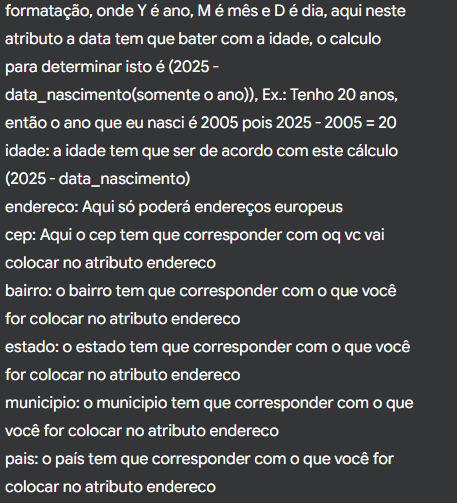 formatação, onde Y é ano, M é mês e D é dia, aqui neste
atributo a data tem que bater com a idade, o calculo
para determinar isto é (2025 -
data_nascimento(somente o ano)), Ex.: Tenho 20 anos,
então o ano que eu nasci é 2005 pois 2025 - 2005 = 20
idade: a idade tem que ser de acordo com este cálculo
(2025 - data_nascimento)
endereco: Aqui só poderá endereços europeus
cep: Aqui o cep tem que corresponder com oq vc vai
colocar no atributo endereco
bairro: o bairro tem que corresponder com o que você
for colocar no atributo endereco
estado: o estado tem que corresponder com o que você
for colocar no atributo endereco
municipio: o municipio tem que corresponder com o que
você for colocar no atributo endereco
pais: o país tem que corresponder com o que você for
colocar no atributo endereco